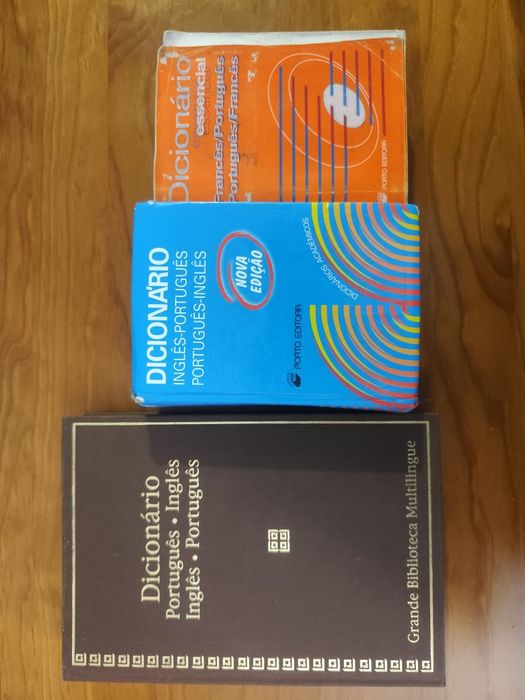 Dicionário
essencial
Francês/Português
Português/Francês
PORTO EDITORA
DICIONÁRIO
INGLÊS-PORTUGUÊS
PORTUGUÊS-INGLÊS
NOVA
EDIÇÃO
DICIONÁRIOS ACADÉMICOS
PORTO EDITORA
Dicionário
Português • Inglês
Inglês • Português
Grande Biblioteca Multilingue